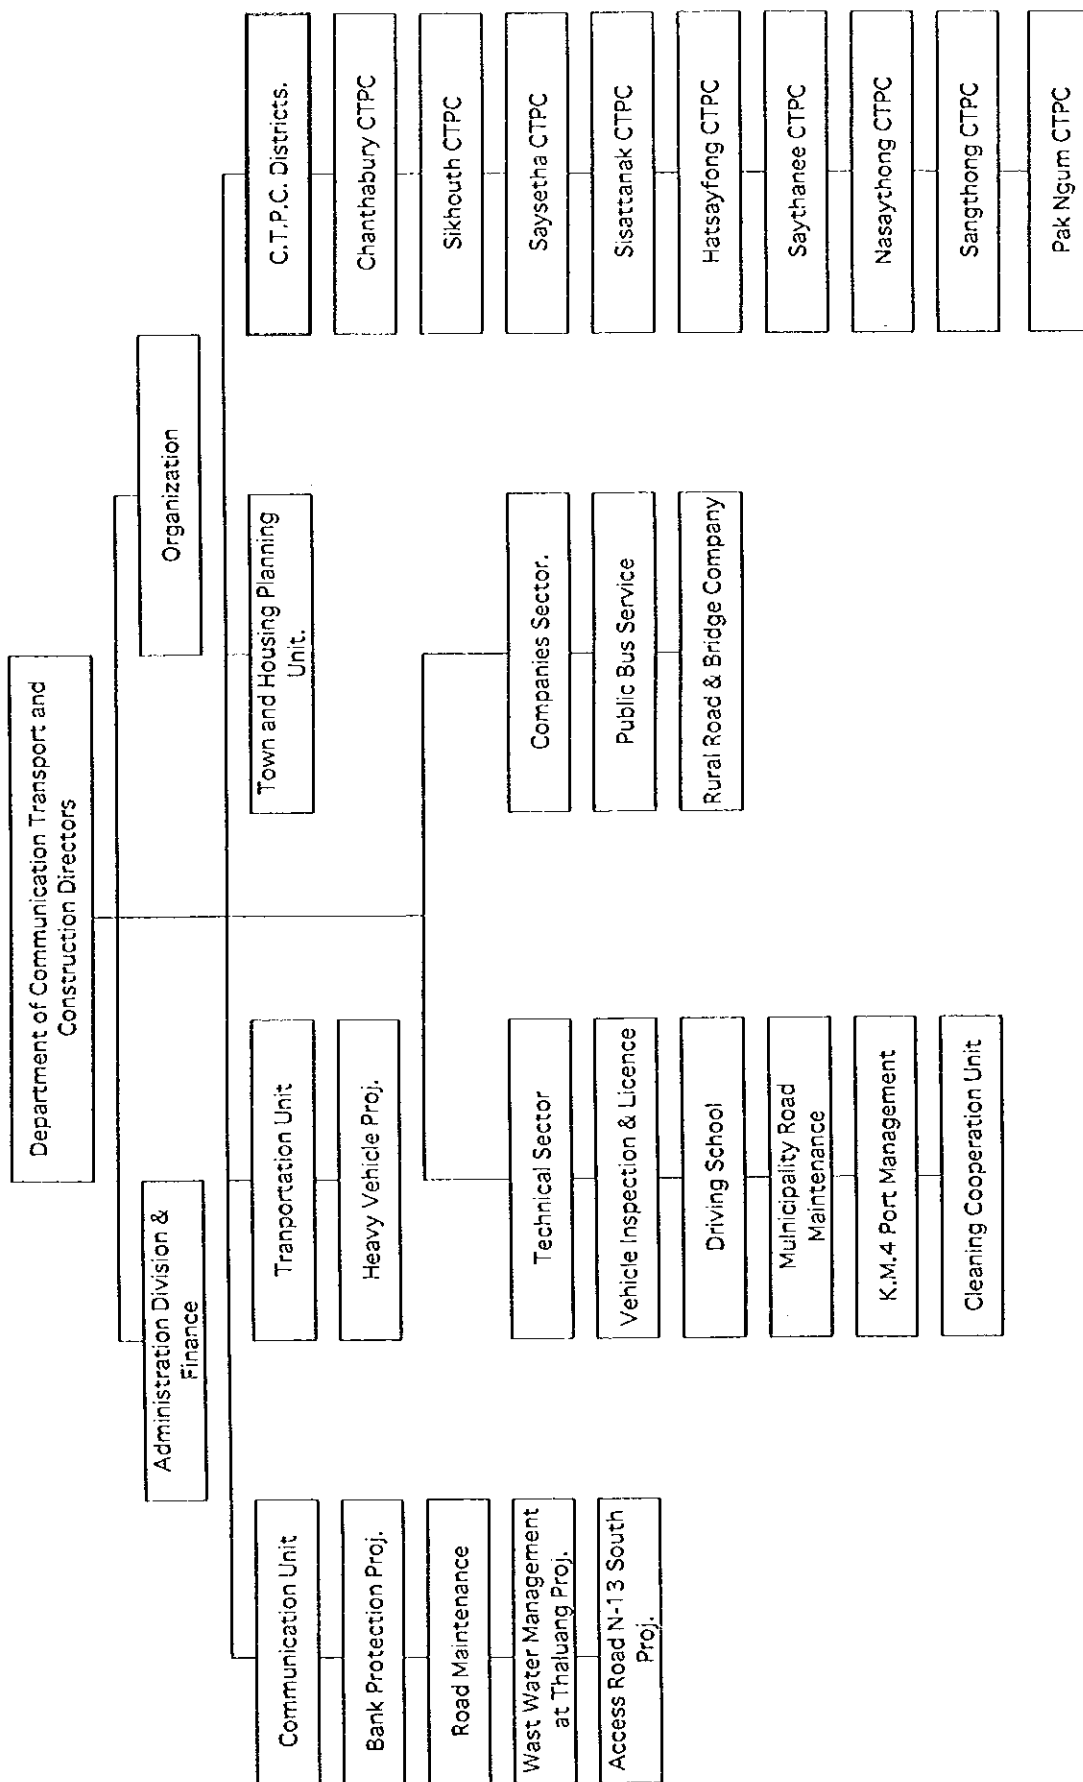 Department of Communication Transport and
Construction Directors
Administration Division &
Finance
Organization
Communication Unit
Bank Protection Proj.
Road Maintenance
Wast Water Management
at Thaluang Proj.
Access Road N-13 South
Proj.
Tranportation Unit
Heavy Vehicle Proj.
Town and Housing Planning
Unit.
C.T.P.C. Districts.
Chanthabury CTPC
Sikhouth CTPC
Saysetha CTPC
Sisattanak CTPC
Hatsayfong CTPC
Saythanee CTPC
Nasaythong CTPC
Sangthong CTPC
Pak Ngum CTPC
Technical Sector
Vehicle Inspection & Licence
Driving School
Mulnicipality Road
Maintenance
K.M.4 Port Management
Cleaning Cooperation Unit
Companies Sector.
Public Bus Service
Rural Road & Bridge Company